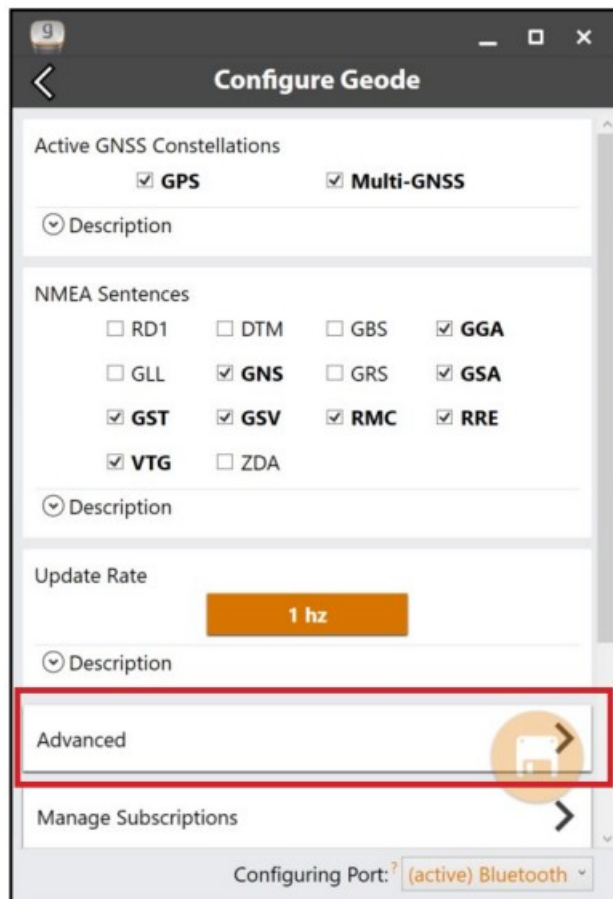 g
Configure Geode
Active GNSS Constellations
GPS Multi-GNSS
Description
NMEA Sentences
RD1 DTM GBS GGA
GLL GNS GRS GSA
GST GSV RMC RRE
VTG ZDA
Description
Update Rate
1 hz
Description
Advanced
Manage Subscriptions
Configuring Port:? (active) Bluetooth